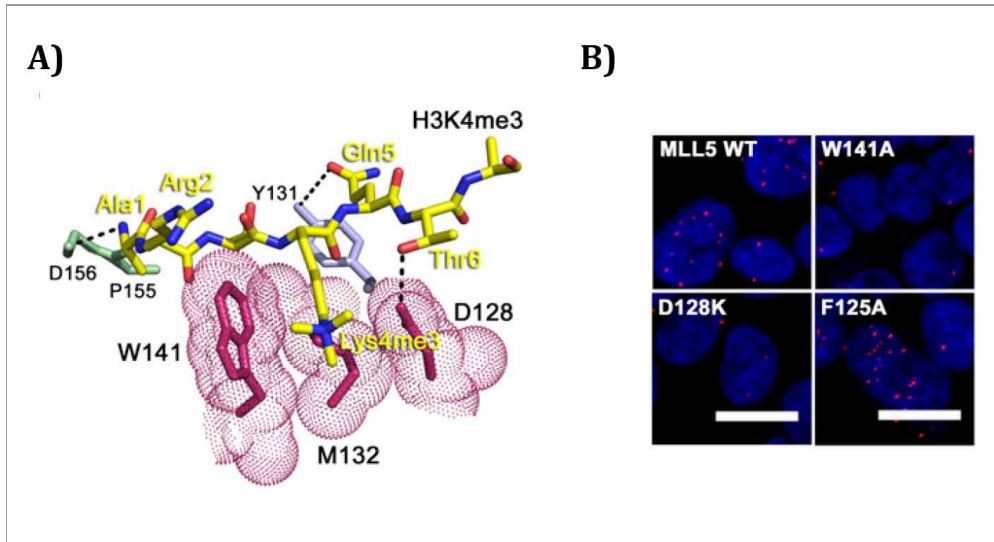 A)
B)
H3K4me3
Gln5
Arg2
Y131
Ala1
Thr6
D156
P155
D128
Lys4me3
W141
M132
MLL5 WT
W141A
D128K
F125A